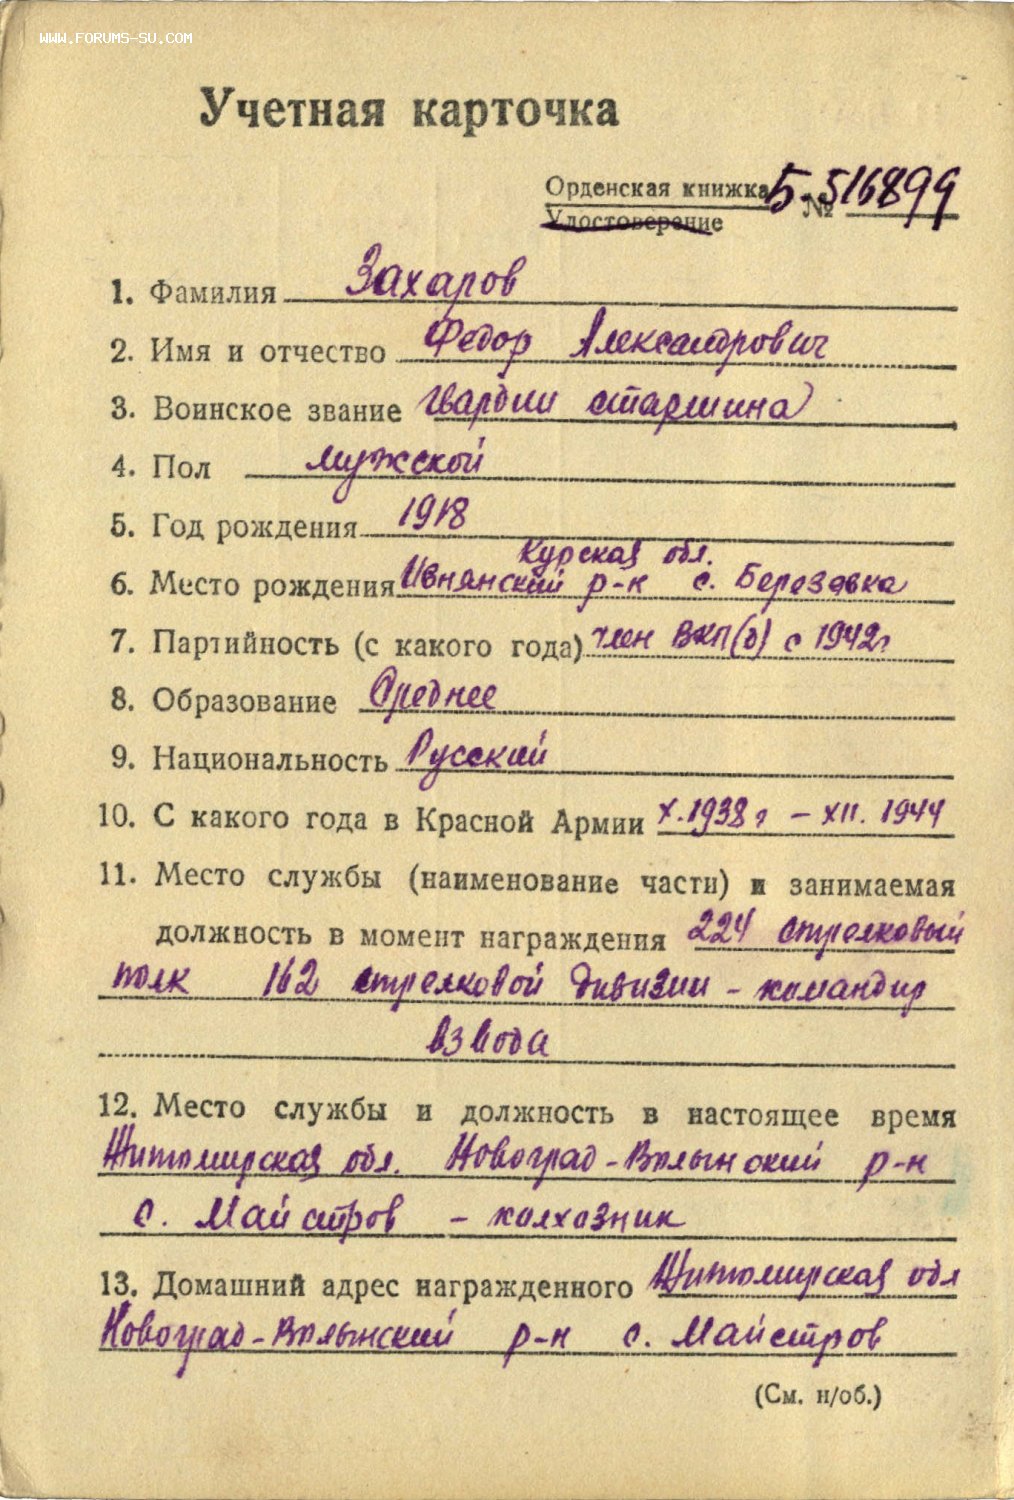 WWW.FORUMS-SU.COM
Учетная карточка
Орденская книжка Б. № 516899
Удостоверение
1. Фамилия Захаров
2. Имя и отчество Федор Александрович
3. Воинское звание гвардии старшина
4. Пол мужской
5. Год рождения 1918
Курская обл.
6. Место рождения Ивнянский р-н с. Березовка
7. Партийность (с какого года) член ВКП(б) с 1942г
8. Образование Среднее
9. Национальность Русский
10. С какого года в Красной Армии X.1938г – XII.1944
11. Место службы (наименование части) и занимаемая
должность в момент награждения 224 стрелковый
полк 162 стрелковой дивизии – командир
взвода
12. Место службы и должность в настоящее время
Житомирская обл. Новоград-Волынский р-н
с. Майстров – колхозник
13. Домашний адрес награжденного Житомирская обл
Новоград-Волынский р-н с. Майстров
(См. н/об.)